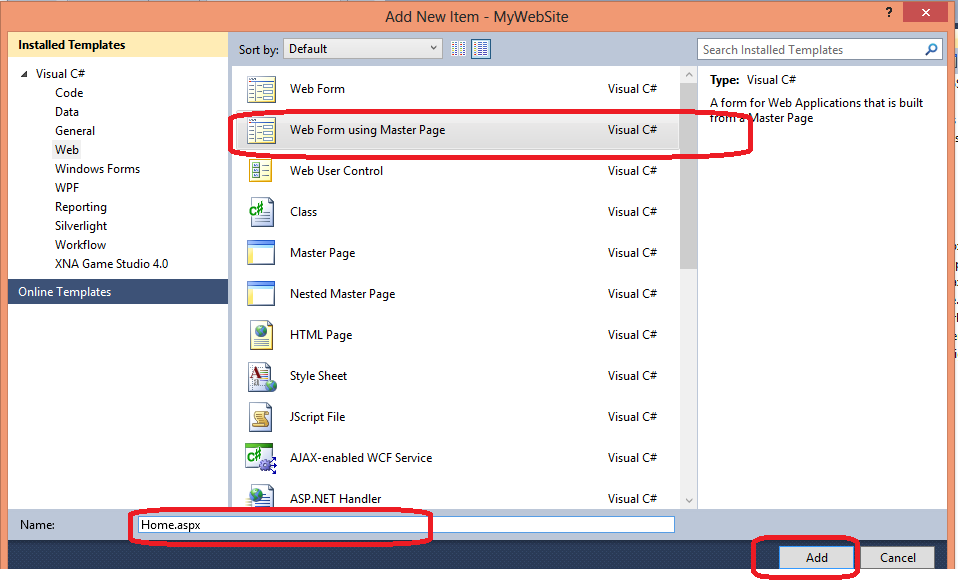 Add New Item - MyWebSite
?
x
Installed Templates
Visual C#
Code
Data
General
Web
Windows Forms
WPF
Reporting
Silverlight
Workflow
XNA Game Studio 4.0
Online Templates
Sort by: Default
Search Installed Templates
Web Form Visual C#
Web Form using Master Page Visual C#
Web User Control Visual C#
Class Visual C#
Master Page Visual C#
Nested Master Page Visual C#
HTML Page Visual C#
Style Sheet Visual C#
JScript File Visual C#
AJAX-enabled WCF Service Visual C#
ASP.NET Handler Visual C#
Type: Visual C#
A form for Web Applications that is built
from a Master Page
Name: Home.aspx
Add Cancel